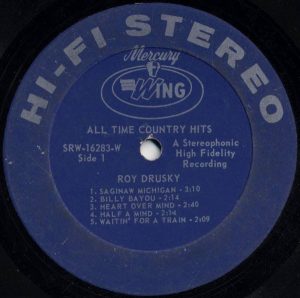 HI-FI STEREO
Mercury
WING
ALL TIME COUNTRY HITS
SRW-16283-W
Side 1
A Stereophonic
High Fidelity
Recording
ROY DRUSKY
1. SAGINAW MICHIGAN - 2:10
2. BILLY BAYOU - 2:14
3. HEART OVER MIND - 2:40
4. HALF A MIND - 2:14
5. WAITIN' FOR A TRAIN - 2:09